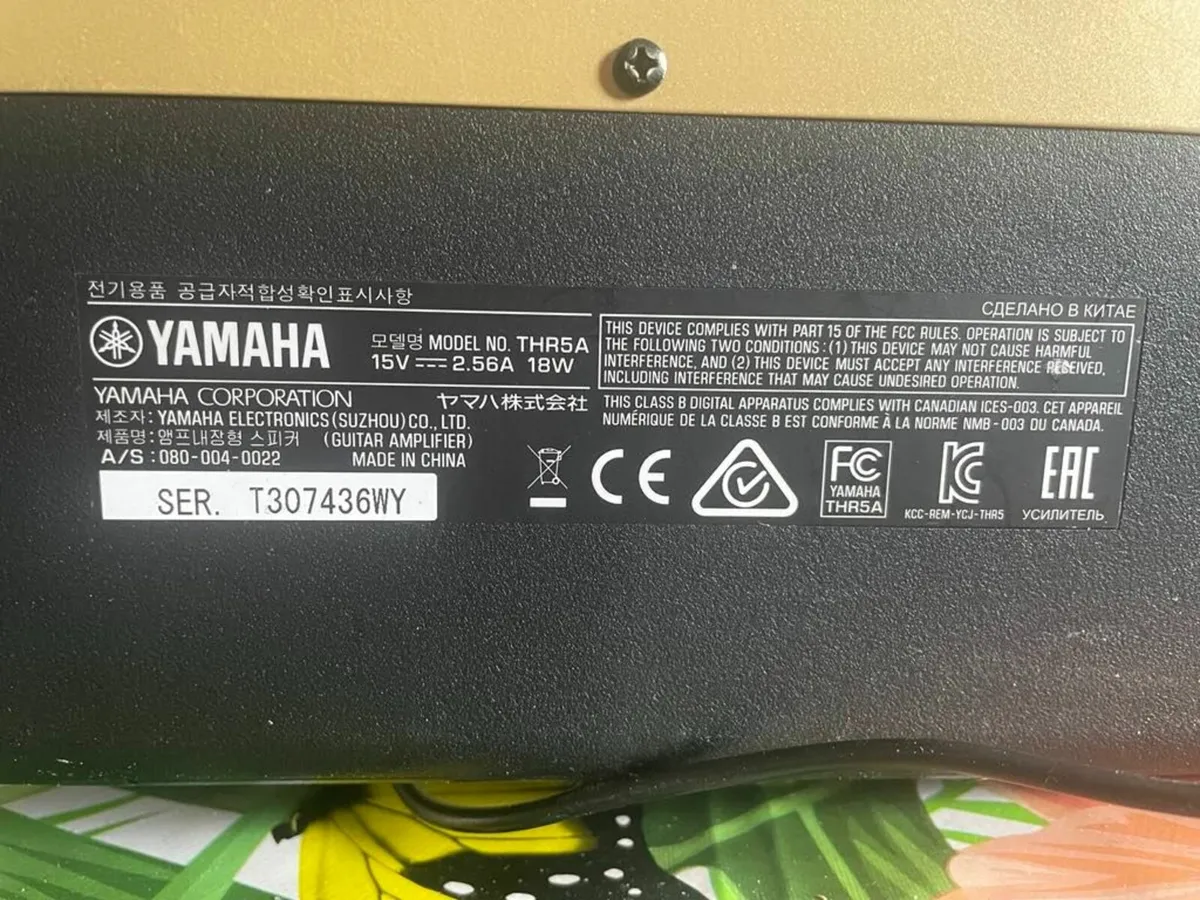 전기용품 공급자적합성확인표시사항
СДЕЛАНО В КИТАЕ
YAMAHA
모델명 MODEL NO. THR5A
15V 2.56A 18W
YAMAHA CORPORATION ヤマハ株式会社
제조자: YAMAHA ELECTRONICS (SUZHOU) CO., LTD.
제품명: 앰프내장형 스피커 (GUITAR AMPLIFIER)
A/S : 080-004-0022 MADE IN CHINA
SER. T307436WY
THIS DEVICE COMPLIES WITH PART 15 OF THE FCC RULES. OPERATION IS SUBJECT TO
THE FOLLOWING TWO CONDITIONS : (1) THIS DEVICE MAY NOT CAUSE HARMFUL
INTERFERENCE, AND (2) THIS DEVICE MUST ACCEPT ANY INTERFERENCE RECEIVED,
INCLUDING INTERFERENCE THAT MAY CAUSE UNDESIRED OPERATION.
THIS CLASS B DIGITAL APPARATUS COMPLIES WITH CANADIAN ICES-003. CET APPAREIL
NUMÉRIQUE DE LA CLASSE B EST CONFORME À LA NORME NMB-003 DU CANADA.
CE
FC
YAMAHA
THR5A
KC
KCC-REM-YCJ-THR5
EAC
УСИЛИТЕЛЬ